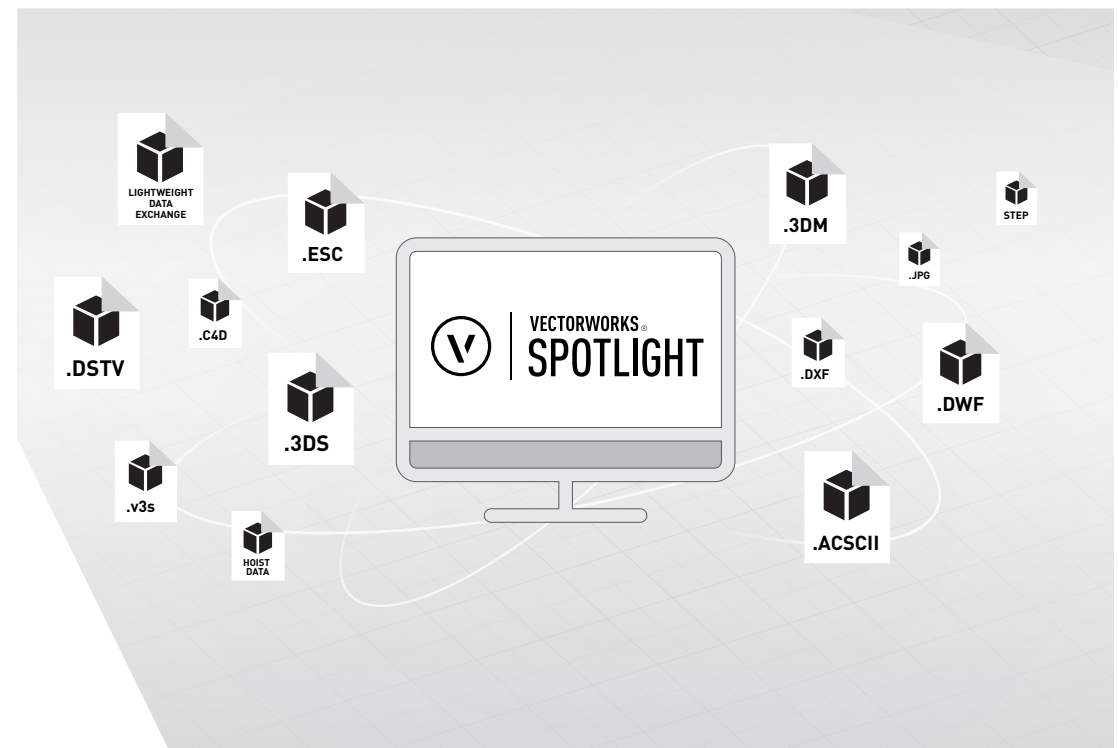 LIGHTWEIGHT
DATA
EXCHANGE
.ESC
.3DM
STEP
.JPG
.DSTV
.C4D
VECTORWORKS®
SPOTLIGHT
.DXF
.DWF
.3DS
.v3s
HOIST
DATA
.ACSCII